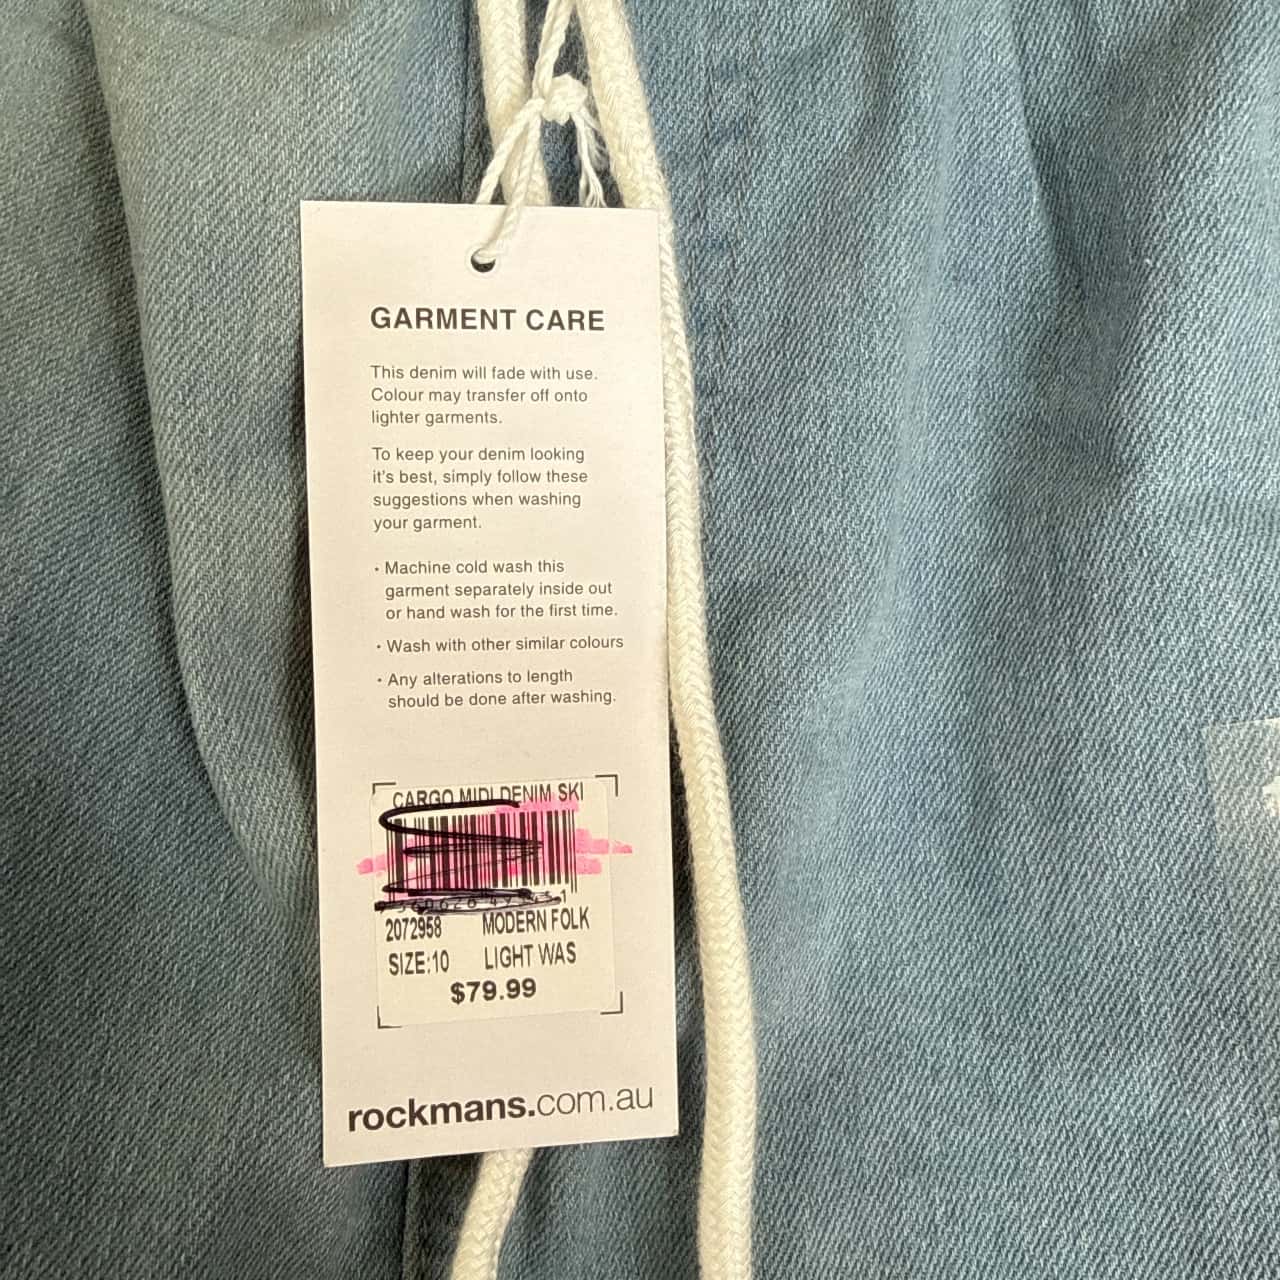 GARMENT CARE
This denim will fade with use.
Colour may transfer off onto
lighter garments.
To keep your denim looking
it's best, simply follow these
suggestions when washing
your garment.
· Machine cold wash this
garment separately inside out
or hand wash for the first time.
· Wash with other similar colours
· Any alterations to length
should be done after washing.
CARGO MIDI DENIM SKI
2072958 MODERN FOLK
SIZE:10 LIGHT WAS
$79.99
rockmans.com.au